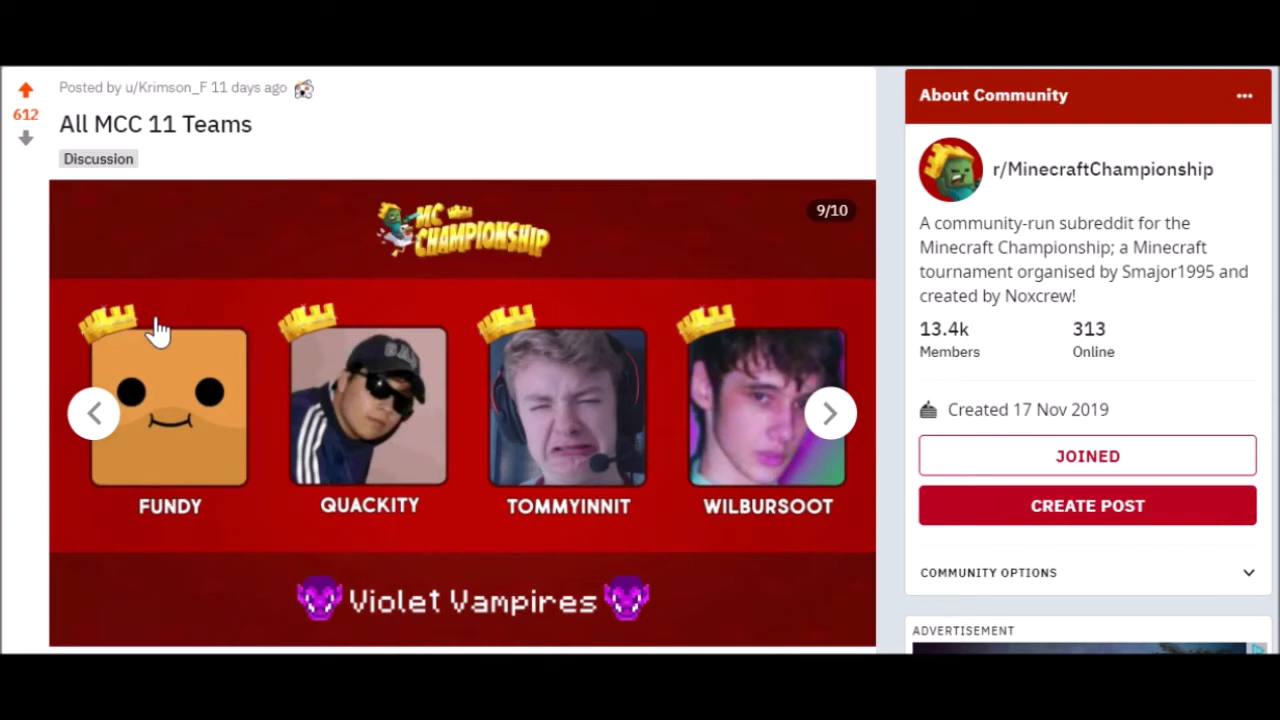 Posted by u/Krimson_F 11 days ago
612
All MCC 11 Teams
Discussion
MC
CHAMPIONSHIP
9/10
FUNDY
QUACKITY
TOMMYINNIT
WILBURSOOT
Violet Vampires
About Community
r/MinecraftChampionship
A community-run subreddit for the
Minecraft Championship; a Minecraft
tournament organised by Smajor1995 and
created by Noxcrew!
13.4k
313
Members
Online
Created 17 Nov 2019
JOINED
CREATE POST
COMMUNITY OPTIONS
ADVERTISEMENT